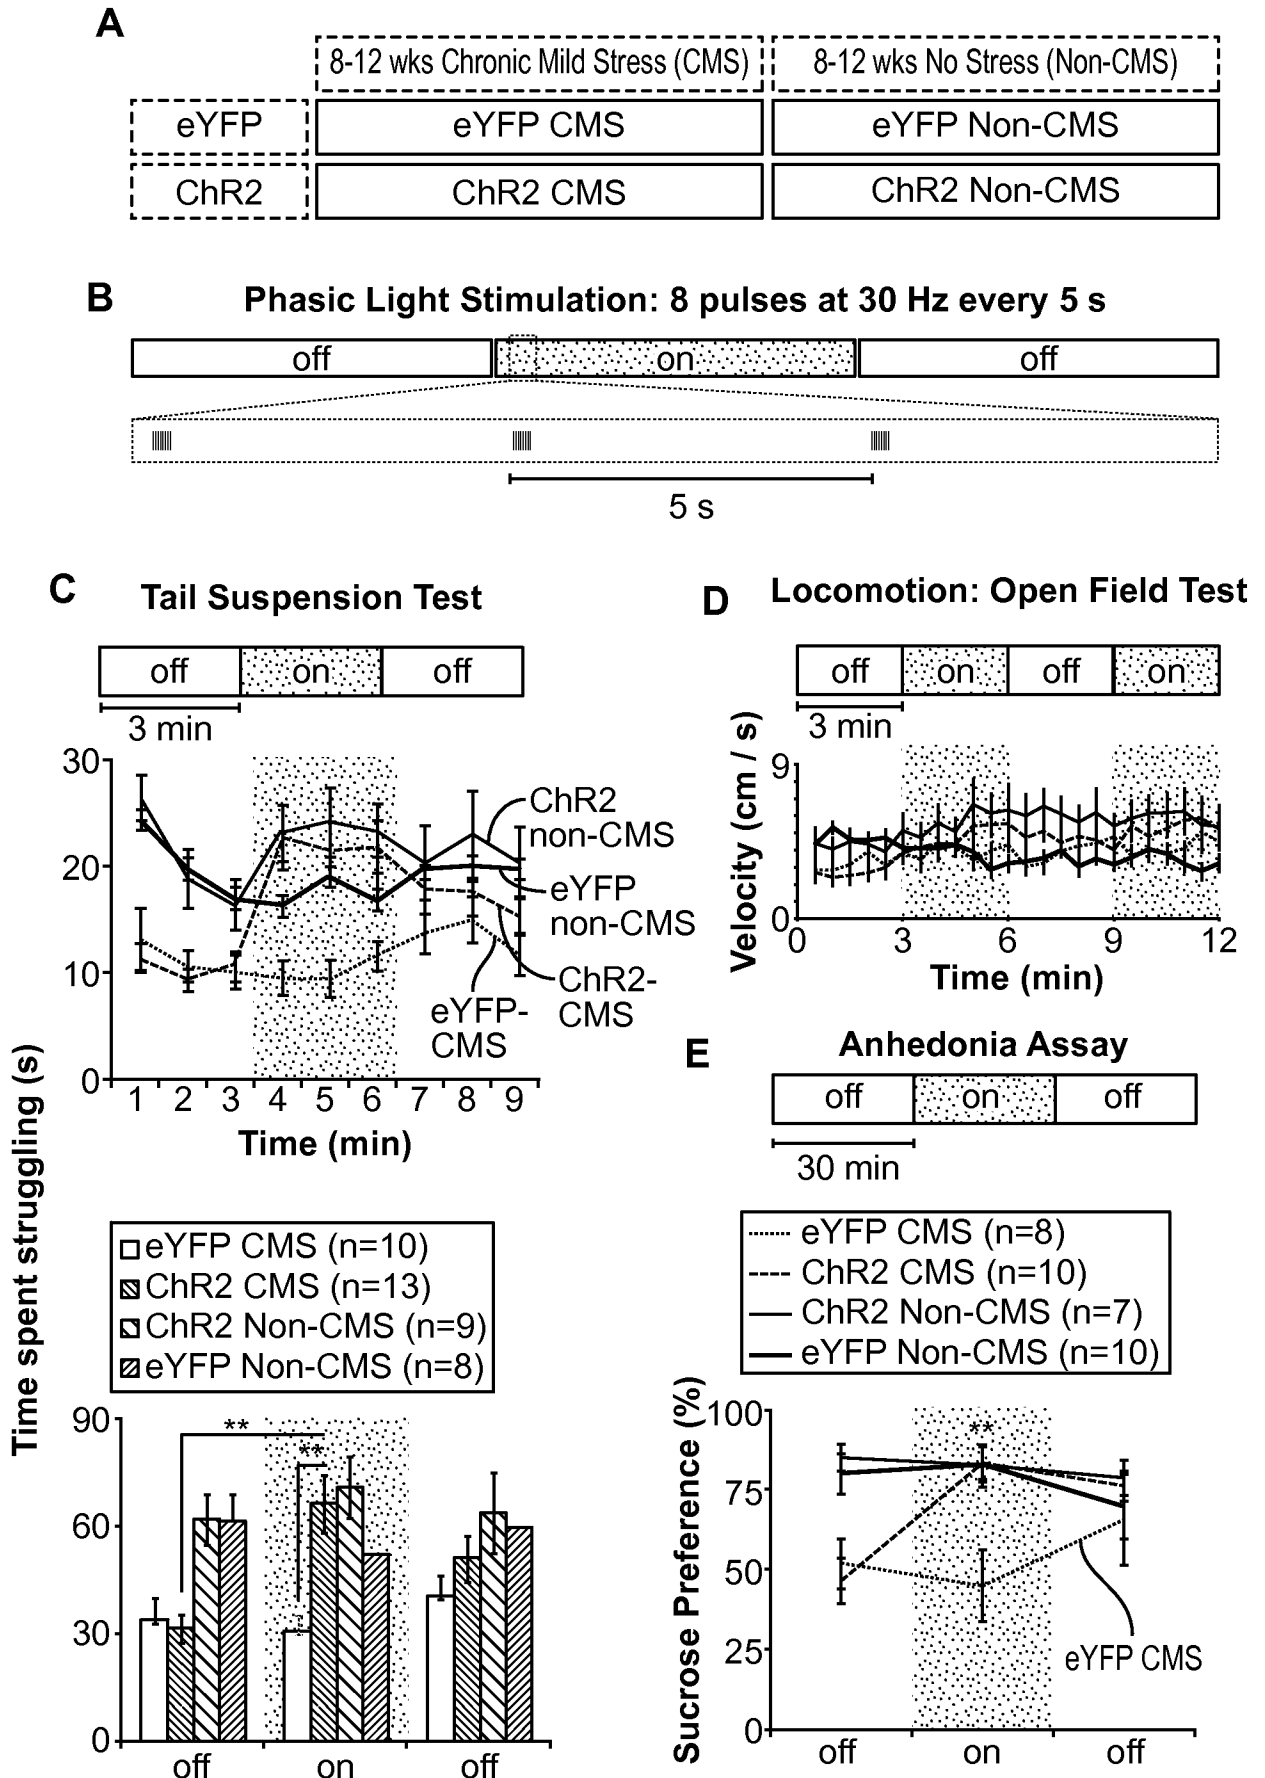 A
8-12 wks Chronic Mild Stress (CMS)
8-12 wks No Stress (Non-CMS)
eYFP
eYFP CMS
eYFP Non-CMS
ChR2
ChR2 CMS
ChR2 Non-CMS
B
Phasic Light Stimulation: 8 pulses at 30 Hz every 5 s
off
on
off
5 s
C
Tail Suspension Test
off
on
off
3 min
30
20
10
0
1 2 3 4 5 6 7 8 9
Time (min)
ChR2
non-CMS
eYFP
non-CMS
ChR2-
CMS
eYFP-
CMS
Time spent struggling (s)
eYFP CMS (n=10)
ChR2 CMS (n=13)
ChR2 Non-CMS (n=9)
eYFP Non-CMS (n=8)
90
60
30
0
**
**
off
on
off
D
Locomotion: Open Field Test
off
on
off
on
3 min
Velocity (cm / s)
9
0
0 3 6 9 12
Time (min)
E
Anhedonia Assay
off
on
off
30 min
eYFP CMS (n=8)
ChR2 CMS (n=10)
ChR2 Non-CMS (n=7)
eYFP Non-CMS (n=10)
Sucrose Preference (%)
100
75
50
25
0
**
eYFP CMS
off
on
off